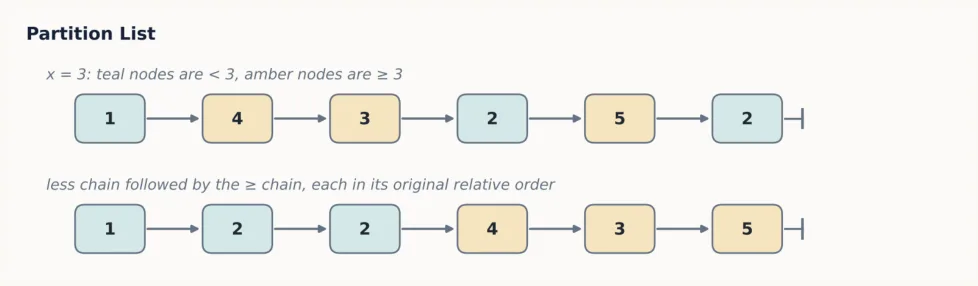 Partition List
x = 3: teal nodes are < 3, amber nodes are ≥ 3
1 4 3 2 5 2
less chain followed by the ≥ chain, each in its original relative order
1 2 2 4 3 5